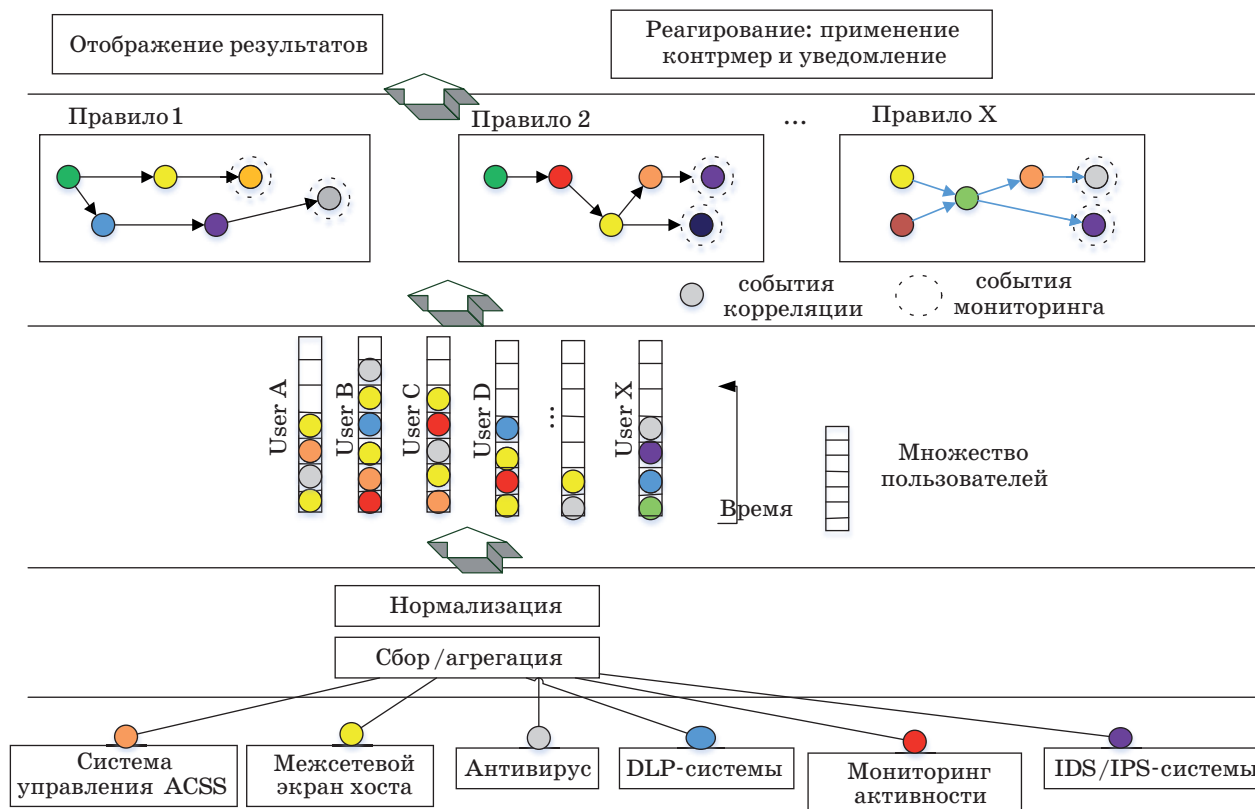 Отображение результатов
Реагирование: применение
контрмер и уведомление
Правило 1
Правило 2
...
Правило X
события
корреляции
события
мониторинга
User A
User B
User C
User D
...
User X
Время
Множество
пользователей
Нормализация
Сбор/агрегация
Система
управления ACSS
Межсетевой
экран хоста
Антивирус
DLP-системы
Мониторинг
активности
IDS/IPS-системы